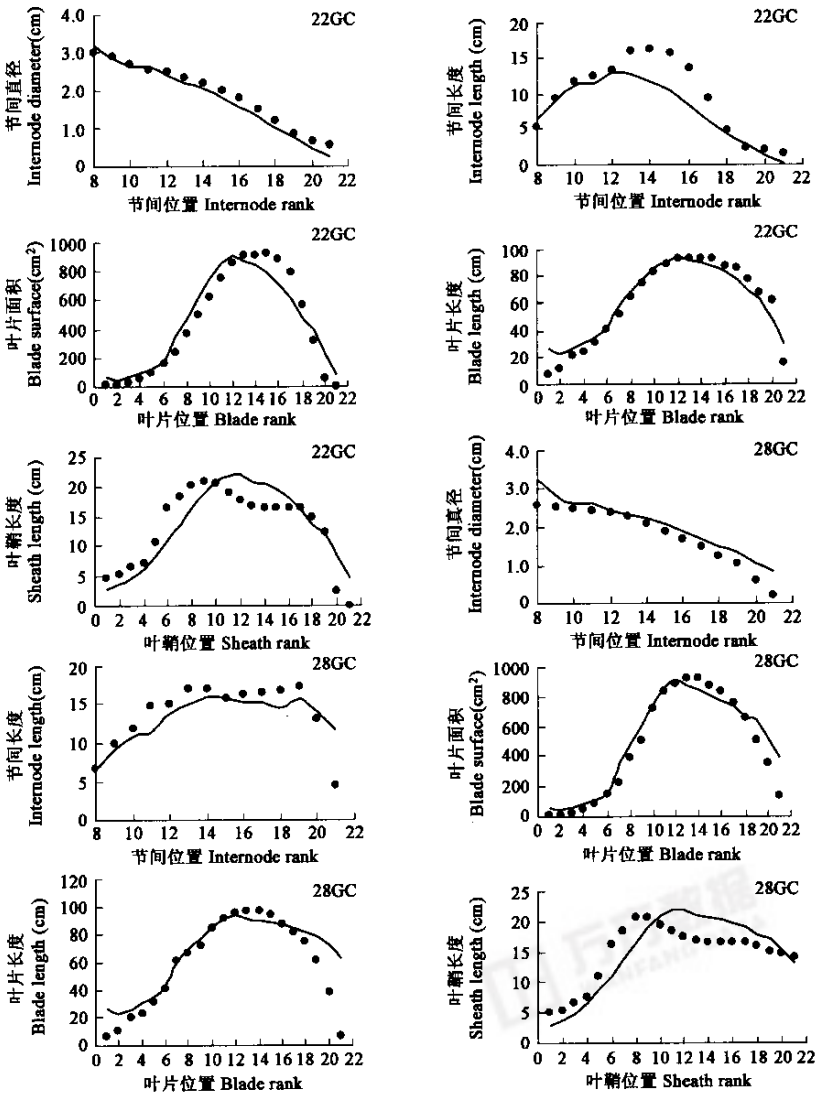 22GC
节间直径
Internode diameter(cm)
4.0
3.0
2.0
1.0
0
8 10 12 14 16 18 20 22
节间位置 Internode rank
22GC
节间长度
Internode length (cm)
20
15
10
5
0
8 10 12 14 16 18 20 22
节间位置 Internode rank
22GC
叶片面积
Blade surface(cm²)
1000
800
600
400
200
0
0 2 4 6 8 10 12 14 16 18 20 22
叶片位置 Blade rank
22GC
叶片长度
Blade length (cm)
100
80
60
40
20
0
0 2 4 6 8 10 12 14 16 18 20 22
叶片位置 Blade rank
22GC
叶鞘长度
Sheath length (cm)
25
20
15
10
5
0
0 2 4 6 8 10 12 14 16 18 20 22
叶鞘位置 Sheath rank
28GC
节间真径
Internode diameter(cm)
4.0
3.0
2.0
1.0
0
8 10 12 14 16 18 20 22
节间位置 Internode rank
28GC
节间长度
Internode length(cm)
20
15
10
5
0
8 10 12 14 16 18 20 22
节间位置 Internode rank
28GC
叶片面积
Blade surface(cm²)
1000
800
600
400
200
0
0 2 4 6 8 10 12 14 16 18 20 22
叶片位置 Blade rank
28GC
叶片长度
Blade length (cm)
120
100
80
60
40
20
0
0 2 4 6 8 10 12 14 16 18 20 22
叶片位置 Blade rank
28GC
叶鞘长度
Sheath length (cm)
25
20
15
10
5
0
0 2 4 6 8 10 12 14 16 18 20 22
叶鞘位置 Sheath rank
万方数据
WANFANG DATA